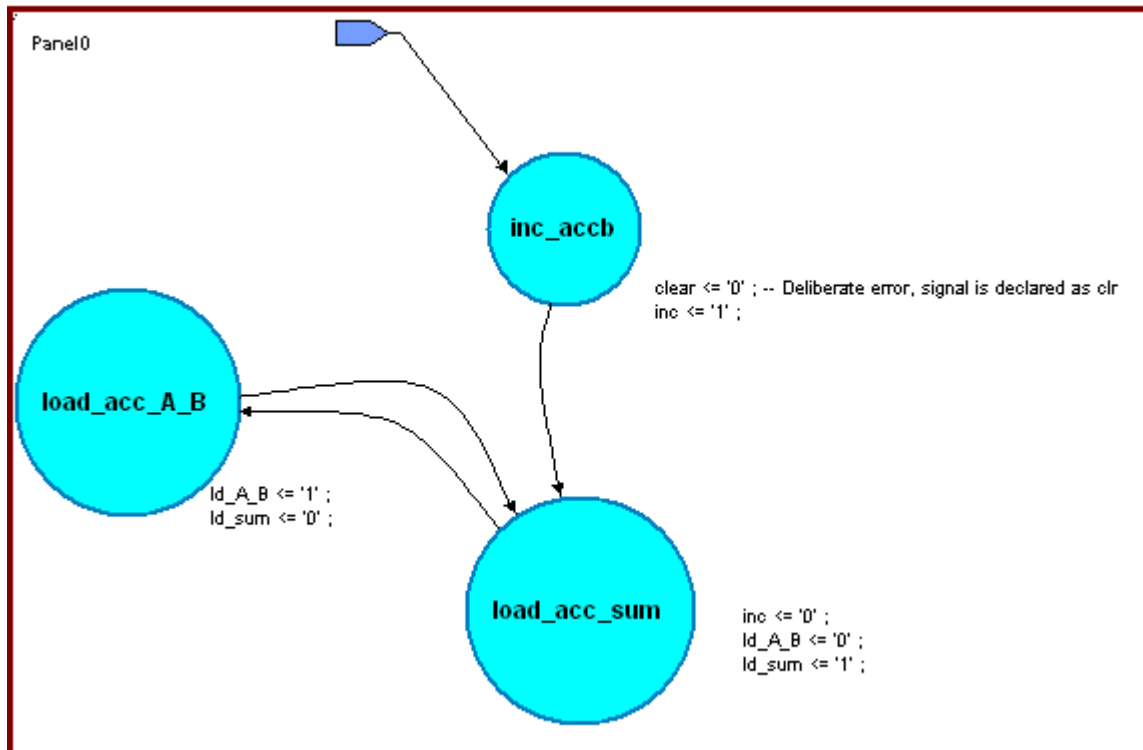 Panel0
inc_accb
clear <= '0' ; -- Deliberate error, signal is declared as clr
inc <= '1' ;
load_acc_A_B
ld_A_B <= '1' ;
ld_sum <= '0' ;
load_acc_sum
inc <= '0' ;
ld_A_B <= '0' ;
ld_sum <= '1' ;